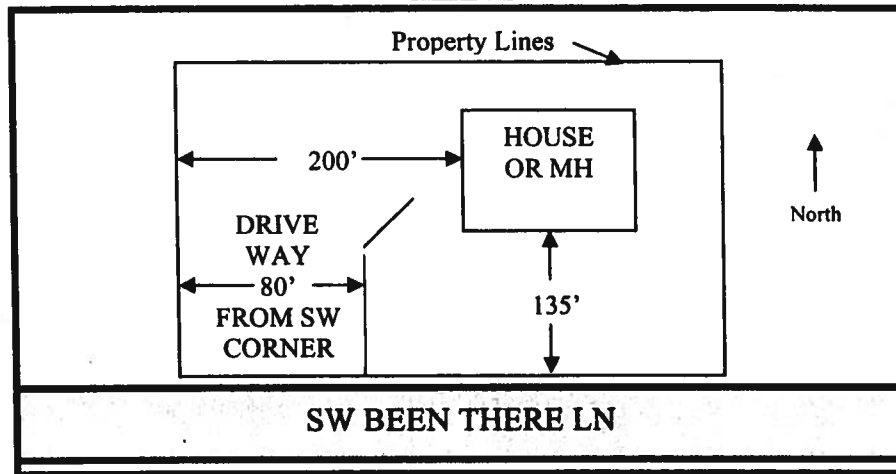 Property Lines
HOUSE
OR MH
200’
North
DRIVE
WAY
80’
FROM SW
CORNER
135’
SW BEEN THERE LN